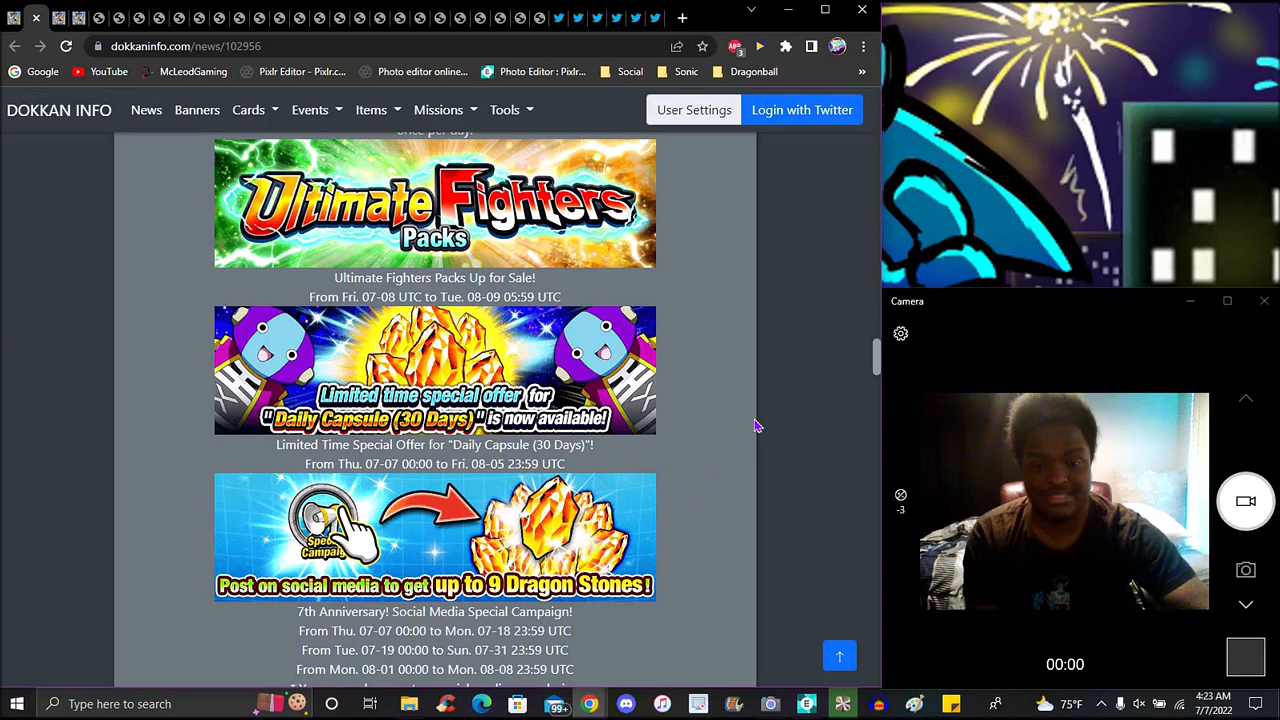 dokkaninfo.com/news/102956
3
Google
YouTube
McLeodGaming
Pixlr Editor - Pixlr.c...
Photo editor online...
Photo Editor : Pixlr...
Social
Sonic
Dragonball
»
DOKKAN INFO
News
Banners
Cards
Events
Items
Missions
Tools
User Settings
Login with Twitter
Once per day!
Ultimate Fighters
Packs
Ultimate Fighters Packs Up for Sale!
From Fri. 07-08 UTC to Tue. 08-09 05:59 UTC
Limited time special offer for
"Daily Capsule (30 Days)" is now available!
Limited Time Special Offer for "Daily Capsule (30 Days)"!
From Thu. 07-07 00:00 to Fri. 08-05 23:59 UTC
Campaign
Post on social media to get up to 9 Dragon Stones!
7th Anniversary! Social Media Special Campaign!
From Thu. 07-07 00:00 to Mon. 07-18 23:59 UTC
From Tue. 07-19 00:00 to Sun. 07-31 23:59 UTC
From Mon. 08-01 00:00 to Mon. 08-08 23:59 UTC
Camera
-3
00:00
Type here to search
99+
75°F
4:23 AM
7/7/2022